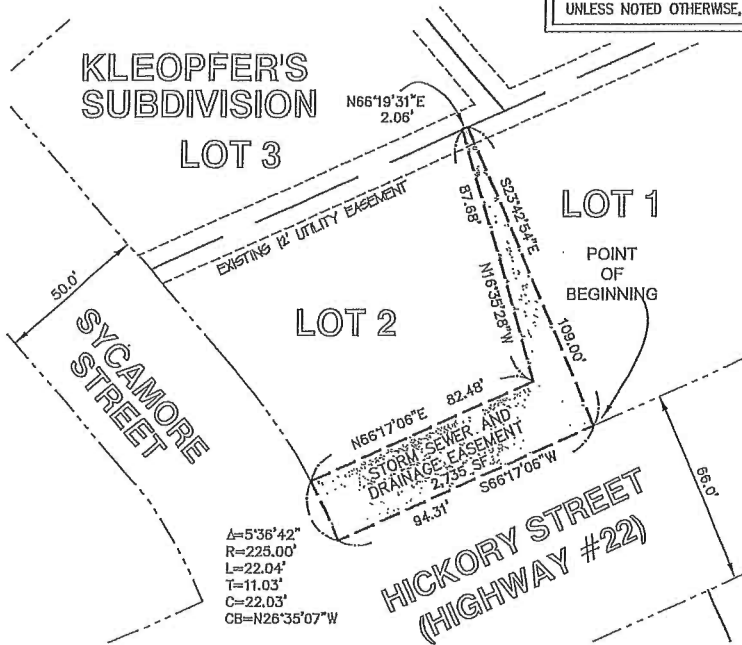 UNLESS NOTED OTHERWISE,
KLEOPFER'S
SUBDIVISION
LOT 3
N66°19'31"E
2.06'
EXISTING 12' UTILITY EASEMENT
87.68'
N16°35'28"W
S23°42'54"E
109.00'
LOT 1
POINT
OF
BEGINNING
50.0'
SYCAMORE
STREET
LOT 2
N66°17'06"E 82.48'
STORM SEWER AND
DRAINAGE EASEMENT
2,735 SF
S66°17'06"W
94.31'
Δ=5°36'42"
R=225.00'
L=22.04'
T=11.03'
C=22.03'
CB=N26°35'07"W
HICKORY STREET
(HIGHWAY #22)
66.0'